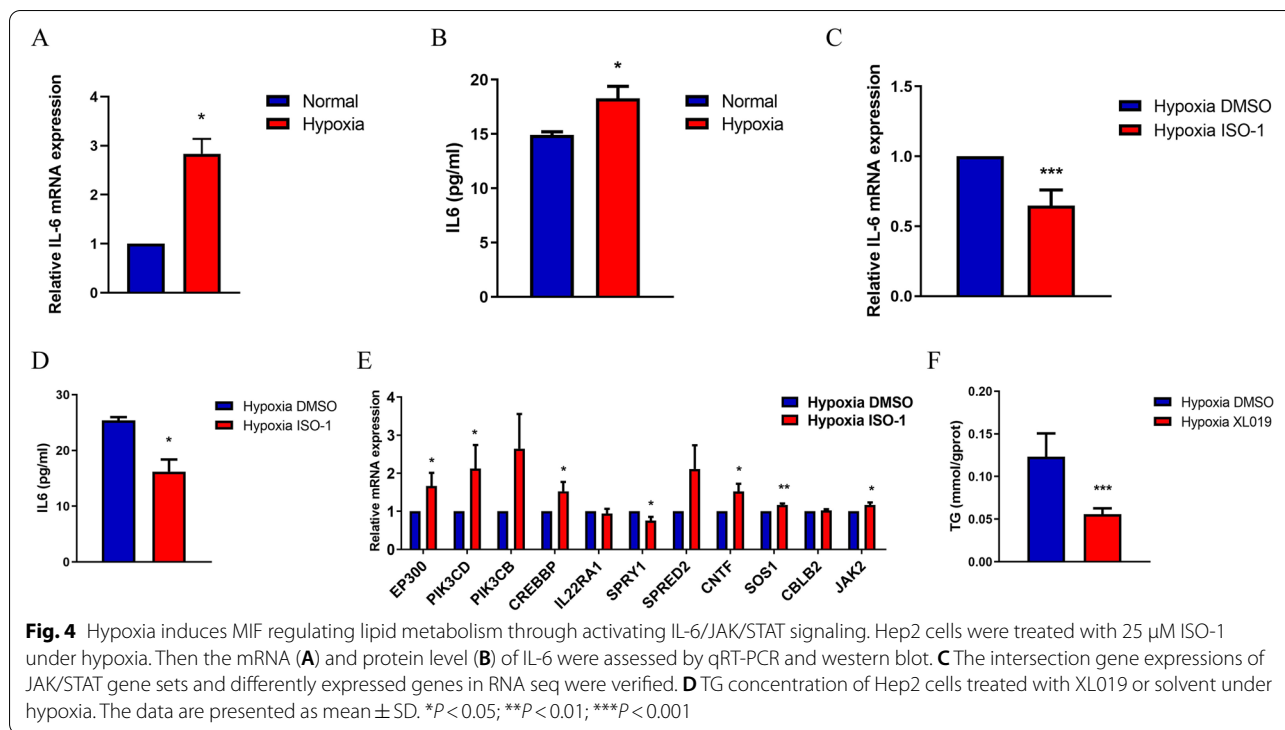 A
Relative IL-6 mRNA expression
4
3
2
1
0
*
Normal
Hypoxia
B
IL6 (pg/ml)
20
15
10
5
0
*
Normal
Hypoxia
C
Relative IL-6 mRNA expression
1.5
1.0
0.5
0.0
***
Hypoxia DMSO
Hypoxia ISO-1
D
IL6 (pg/ml)
30
20
10
0
*
Hypoxia DMSO
Hypoxia ISO-1
E
Relative mRNA expression
4
3
2
1
0
* * * * * ** *
Hypoxia DMSO
Hypoxia ISO-1
EP300
PIK3CD
PIK3CB
CREBBP
IL22RA1
SPRY1
SPRED2
CNTF
SOS1
CBLB2
JAK2
F
TG (mmol/gprot)
0.20
0.15
0.10
0.05
0.00
***
Hypoxia DMSO
Hypoxia XL019
Fig. 4 Hypoxia induces MIF regulating lipid metabolism through activating IL-6/JAK/STAT signaling. Hep2 cells were treated with 25 µM ISO-1
under hypoxia. Then the mRNA (A) and protein level (B) of IL-6 were assessed by qRT-PCR and western blot. C The intersection gene expressions of
JAK/STAT gene sets and differently expressed genes in RNA seq were verified. D TG concentration of Hep2 cells treated with XL019 or solvent under
hypoxia. The data are presented as mean ± SD. *P < 0.05; **P < 0.01; ***P < 0.001